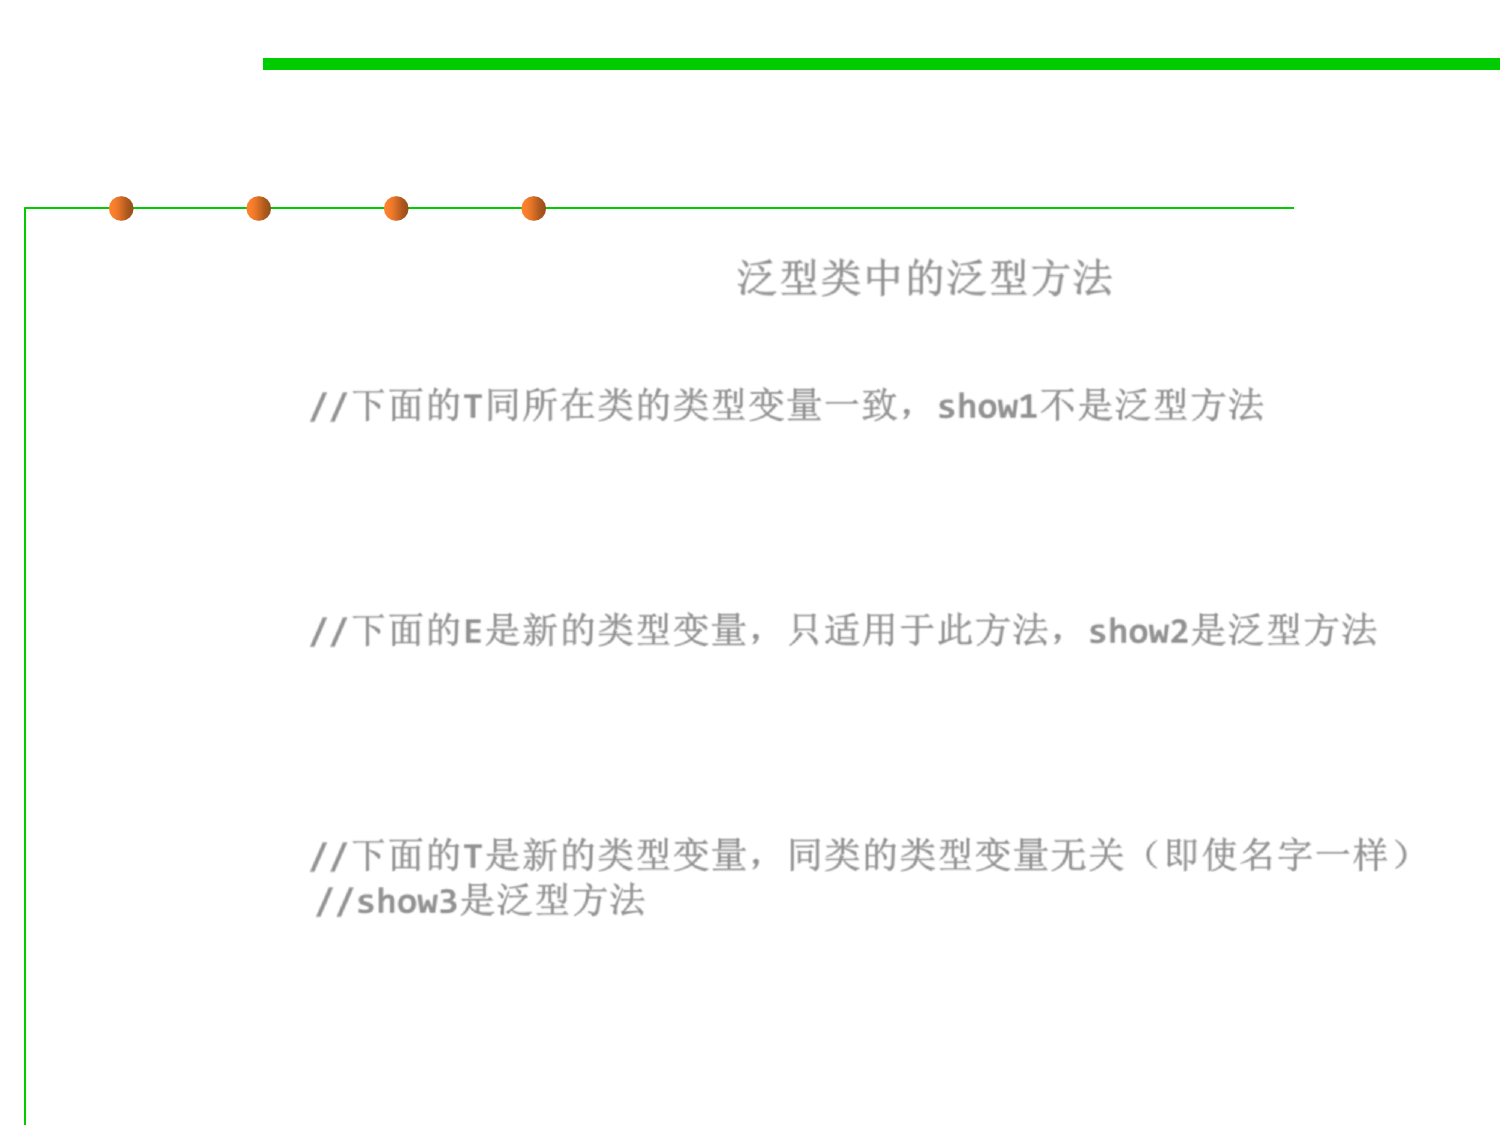 泛型类中的泛型方法
//下面的T同所在类的类型变量一致，show1不是泛型方法
//下面的E是新的类型变量，只适用于此方法，show2是泛型方法
//下面的T是新的类型变量，同类的类型变量无关（即使名字一样）
//show3是泛型方法